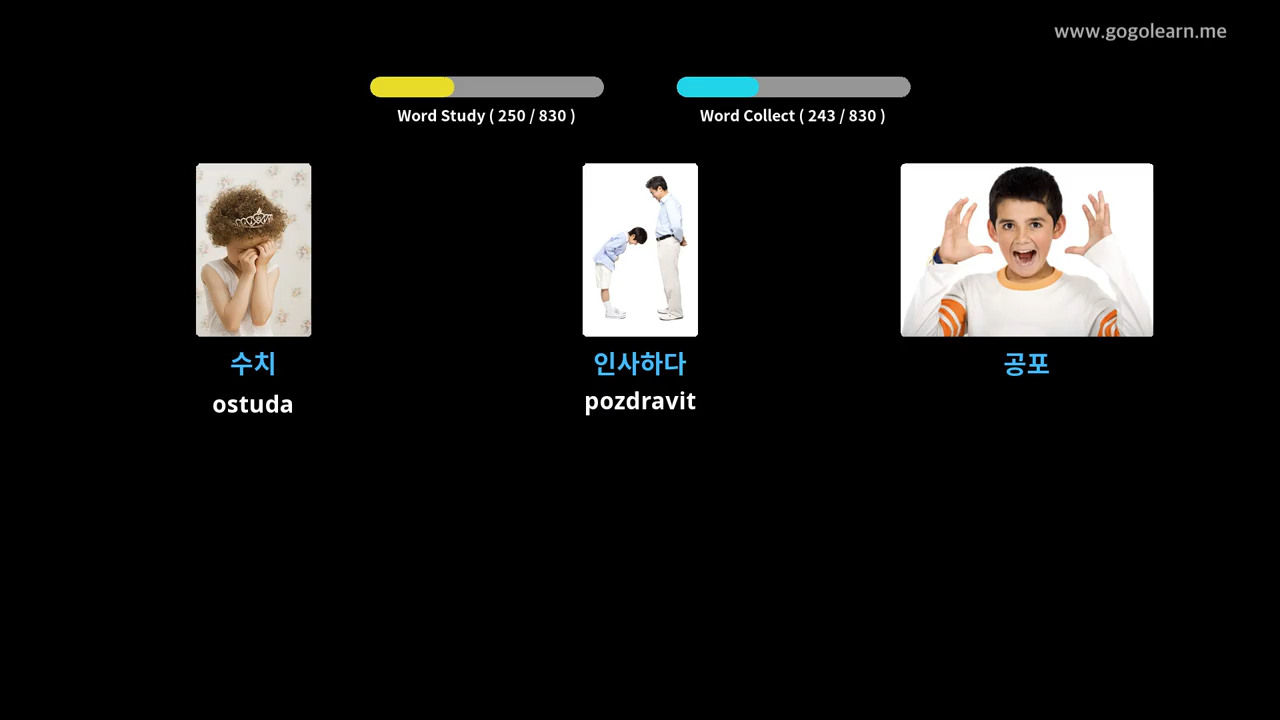 www.gogolearn.me
Word Study ( 250 / 830 )
Word Collect ( 243 / 830 )
수치
인사하다
공포
ostuda
pozdravit